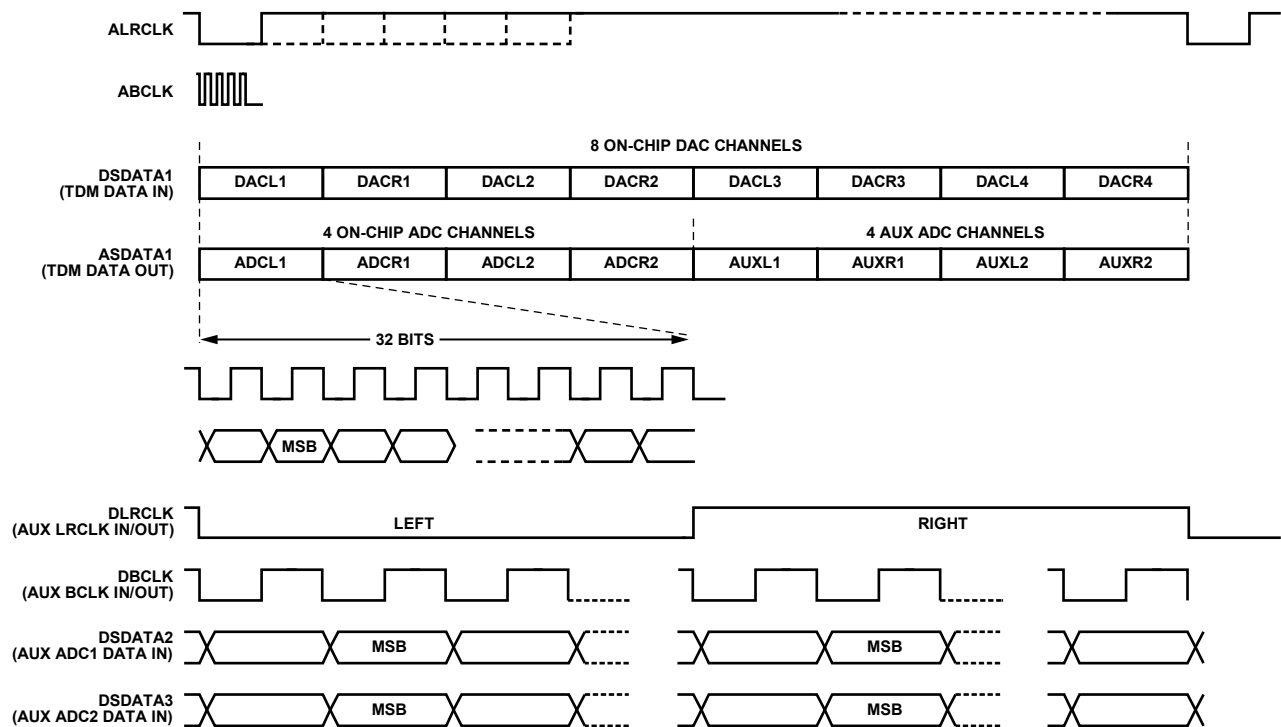 ALRCLK
ABCLK
8 ON-CHIP DAC CHANNELS
DSDATA1
(TDM DATA IN)
DACL1 DACR1 DACL2 DACR2 DACL3 DACR3 DACL4 DACR4
4 ON-CHIP ADC CHANNELS 4 AUX ADC CHANNELS
ASDATA1
(TDM DATA OUT)
ADCL1 ADCR1 ADCL2 ADCR2 AUXL1 AUXR1 AUXL2 AUXR2
32 BITS
MSB
DLRCLK
(AUX LRCLK IN/OUT)
LEFT RIGHT
DBCLK
(AUX BCLK IN/OUT)
DSDATA2
(AUX ADC1 DATA IN)
MSB MSB
DSDATA3
(AUX ADC2 DATA IN)
MSB MSB